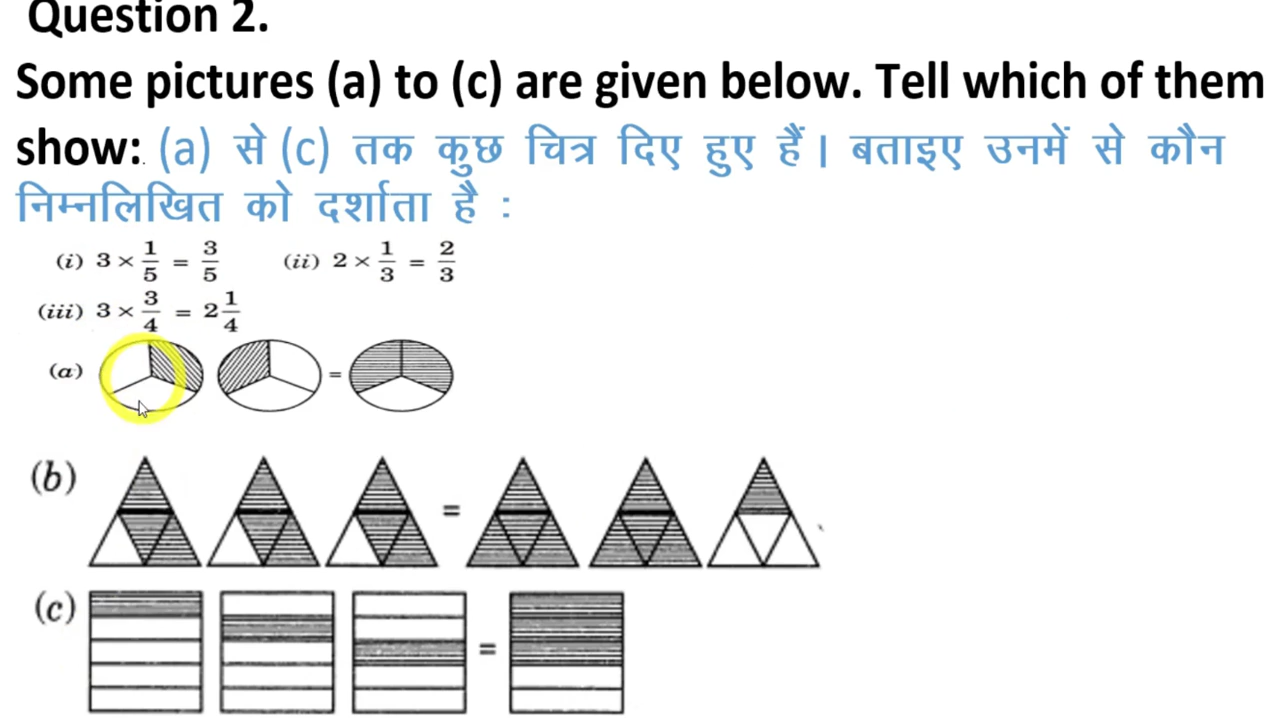 Question 2.
Some pictures (a) to (c) are given below. Tell which of them
show: (a) से (c) तक कुछ चित्र दिए हुए हैं। बताइए उनमें से कौन
निम्नलिखित को दर्शाता है :
(i) 3 × 1/5 = 3/5 (ii) 2 × 1/3 = 2/3
(iii) 3 × 3/4 = 2 1/4
(a) =
(b) =
(c) =